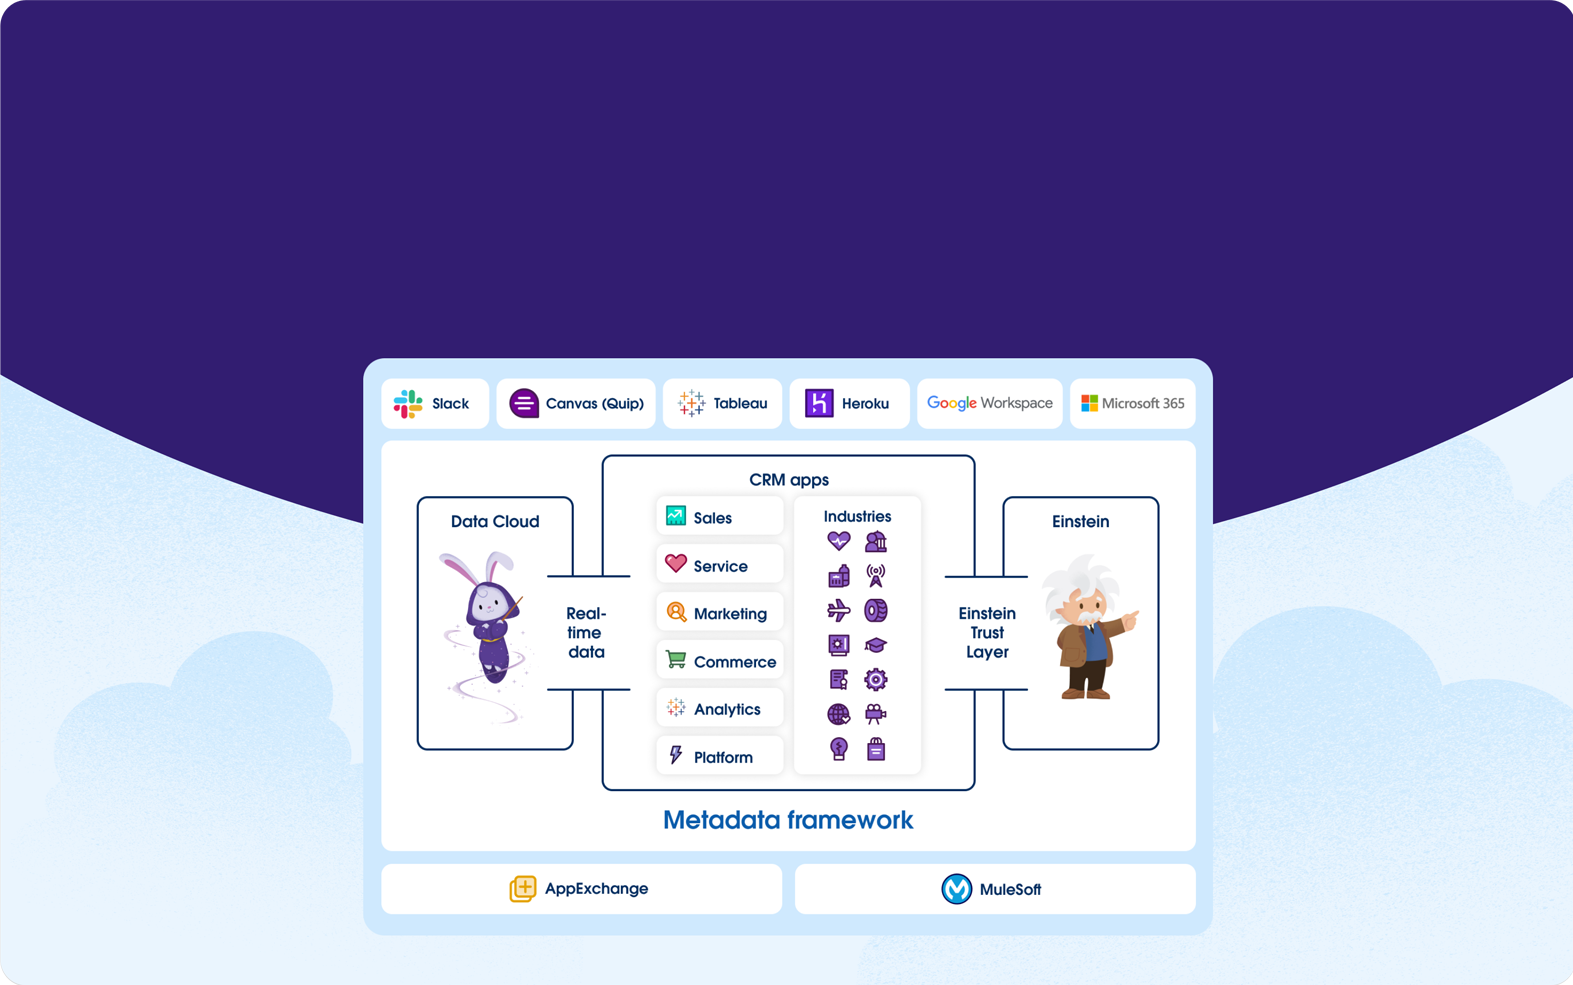 Slack
Canvas (Quip)
Tableau
Heroku
Google Workspace
Microsoft 365
CRM apps
Data Cloud
Real-
time
data
Sales
Service
Marketing
Commerce
Analytics
Platform
Industries
Einstein
Einstein
Trust
Layer
Metadata framework
AppExchange
MuleSoft